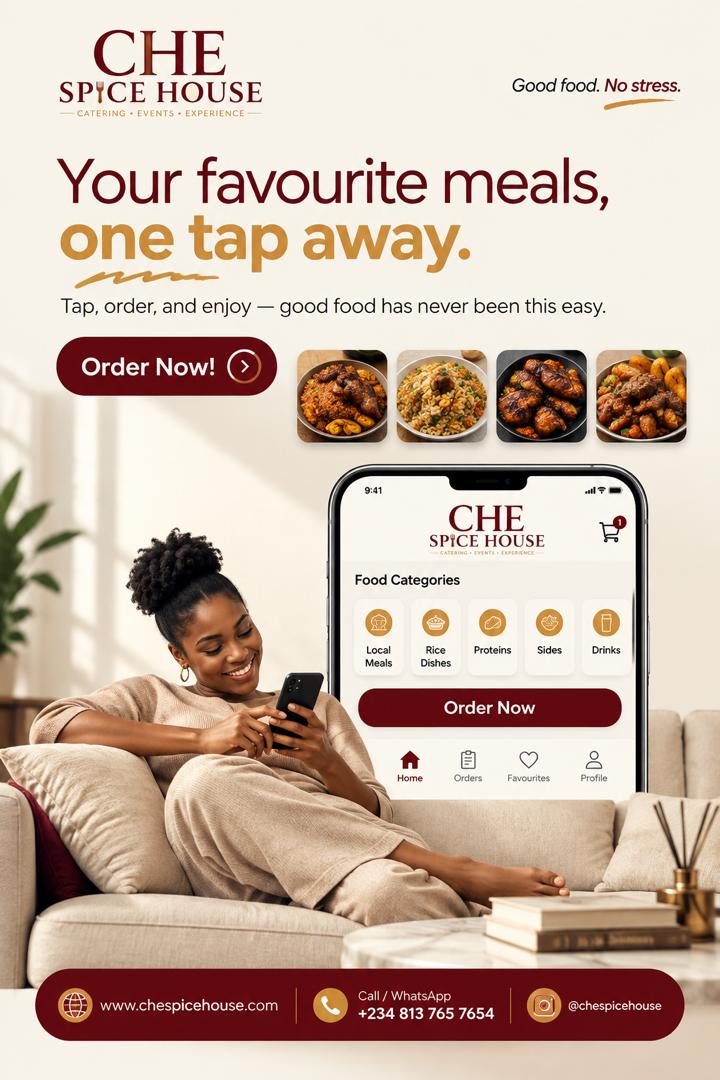 CHE
SPICE HOUSE
CATERING • EVENTS • EXPERIENCE
Good food. No stress.
Your favourite meals,
one tap away.
Tap, order, and enjoy — good food has never been this easy.
Order Now!
9:41
CHE
SPICE HOUSE
CATERING • EVENTS • EXPERIENCE
1
Food Categories
Local
Meals
Rice
Dishes
Proteins
Sides
Drinks
Order Now
Home
Orders
Favourites
Profile
www.chespicehouse.com
Call / WhatsApp
+234 813 765 7654
@chespicehouse